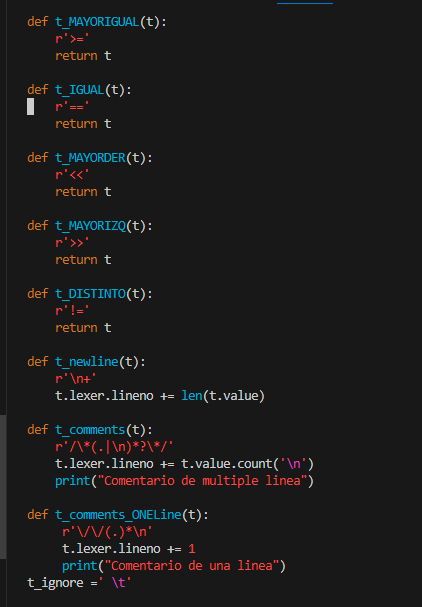 def t_MAYORIGUAL(t):
    r'>='
    return t
def t_IGUAL(t):
    r'=='
    return t
def t_MAYORDER(t):
    r'<<'
    return t
def t_MAYORIZQ(t):
    r'>>'
    return t
def t_DISTINTO(t):
    r'!='
    return t
def t_newline(t):
    r'\n+'
    t.lexer.lineno += len(t.value)
def t_comments(t):
    r'/\*(.|\n)*?\*/'
    t.lexer.lineno += t.value.count('\n')
    print("Comentario de multiple linea")
def t_comments_ONELine(t):
     r'\/\/(.)*\n'
     t.lexer.lineno += 1
     print("Comentario de una linea")
t_ignore =' \t'